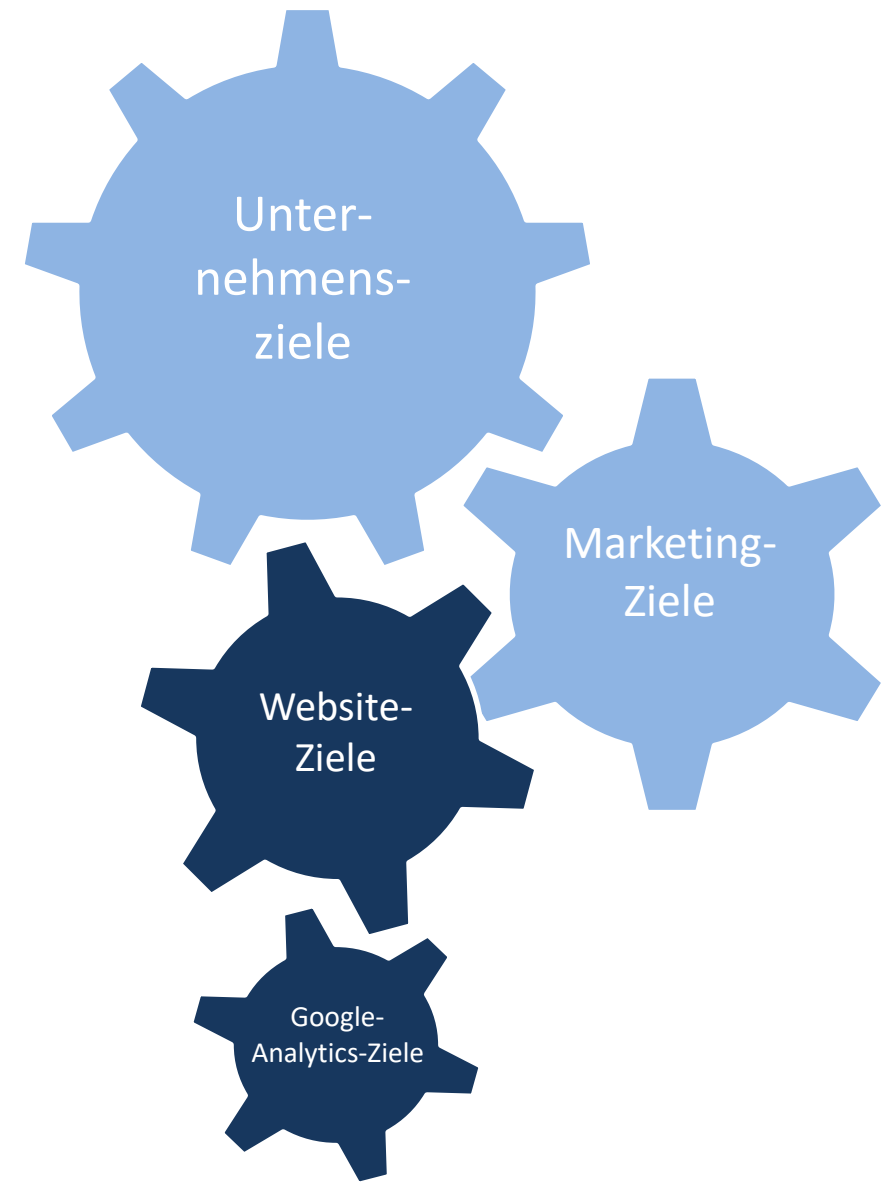 Unter-
nehmens-
ziele
Marketing-
Ziele
Website-
Ziele
Google-
Analytics-Ziele